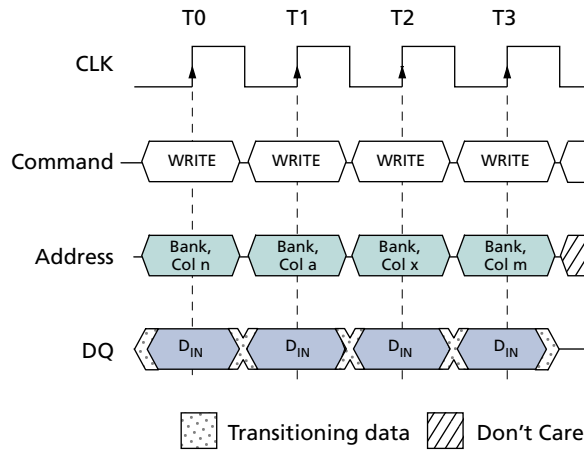 T0 T1 T2 T3
CLK
Command WRITE WRITE WRITE WRITE
Address Bank, Col n Bank, Col a Bank, Col x Bank, Col m
DQ DIN DIN DIN DIN
Transitioning data Don't Care